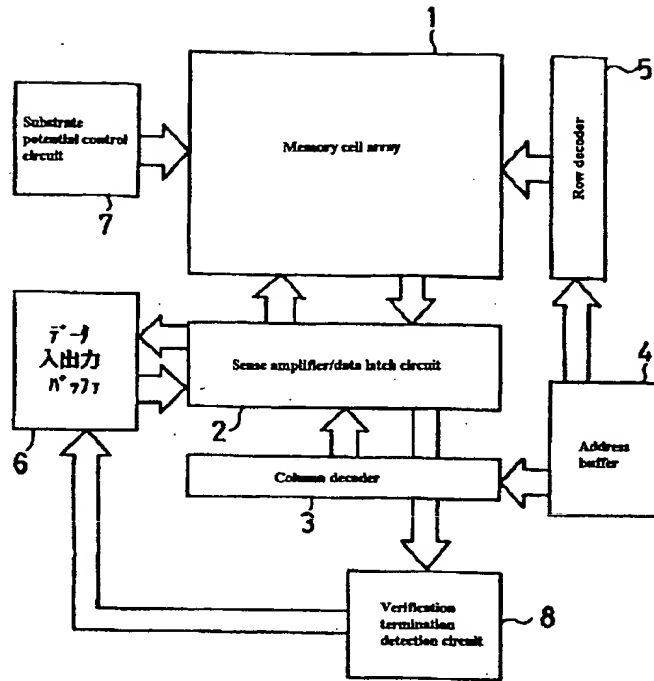 1
5
Substrate
potential control
circuit
7
Memory cell array
Row decoder
データ
入出力
バッファ
6
Sense amplifier/data latch circuit
2
4
Address
buffer
Column decoder
3
Verification
termination
detection circuit
8